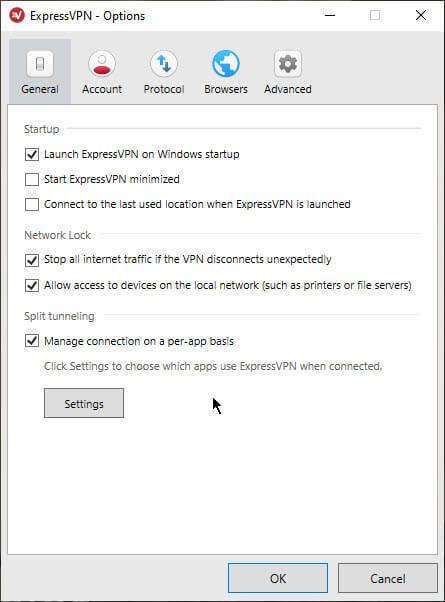 ExpressVPN - Options
General
Account
Protocol
Browsers
Advanced
Startup
Launch ExpressVPN on Windows startup
Start ExpressVPN minimized
Connect to the last used location when ExpressVPN is launched
Network Lock
Stop all internet traffic if the VPN disconnects unexpectedly
Allow access to devices on the local network (such as printers or file servers)
Split tunneling
Manage connection on a per-app basis
Click Settings to choose which apps use ExpressVPN when connected.
Settings
OK
Cancel